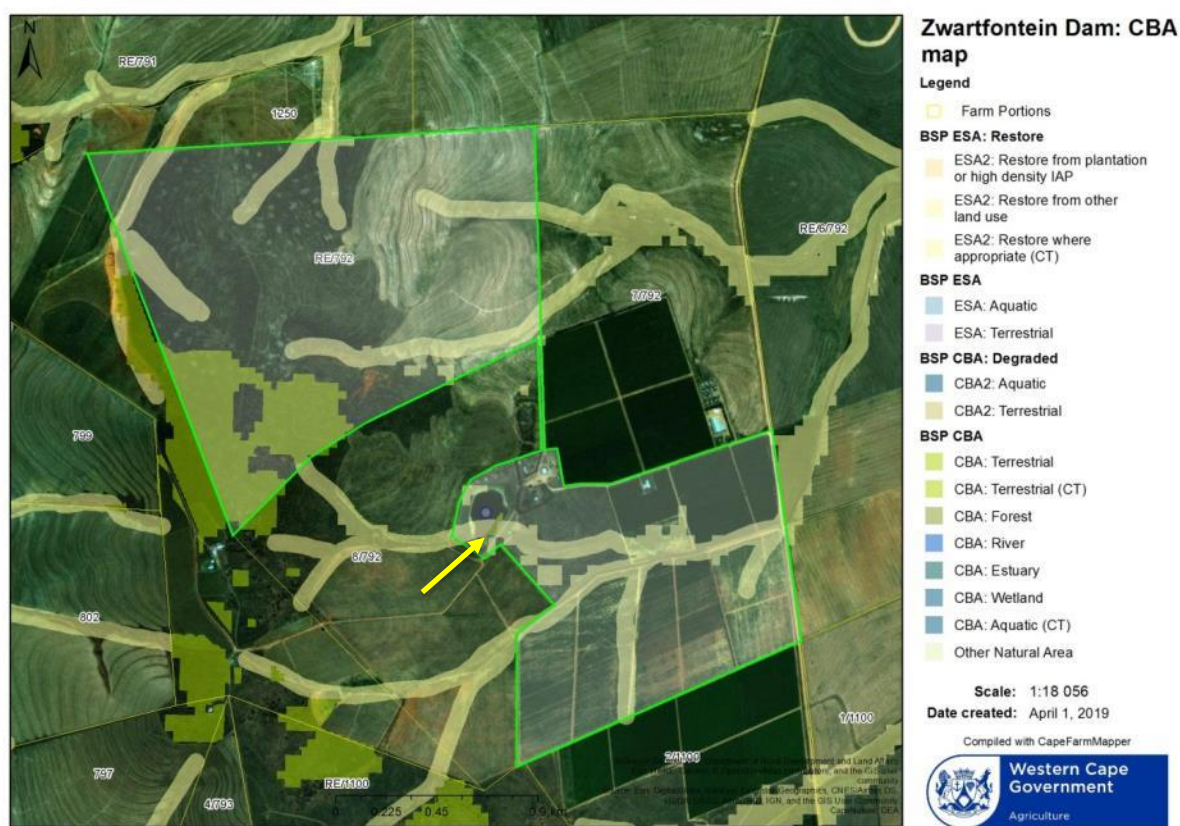 Zwartfontein Dam: CBA
map
Legend
Farm Portions
BSP ESA: Restore
ESA2: Restore from plantation
or high density IAP
ESA2: Restore from other
land use
ESA2: Restore where
appropriate (CT)
BSP ESA
ESA: Aquatic
ESA: Terrestrial
BSP CBA: Degraded
CBA2: Aquatic
CBA2: Terrestrial
BSP CBA
CBA: Terrestrial
CBA: Terrestrial (CT)
CBA: Forest
CBA: River
CBA: Estuary
CBA: Wetland
CBA: Aquatic (CT)
Other Natural Area
Scale: 1:18 056
Date created: April 1, 2019
Compiled with CapeFarmMapper
Western Cape
Government
Agriculture
N
RE/791
1250
RE/792
RE/6/792
7/792
799
8/792
802
797
4/793
RE/1100
2/1100
1/1100
0.225 0.45 0.9 km